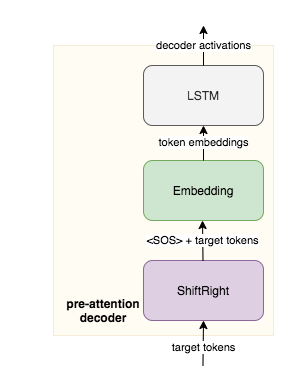 decoder activations
LSTM
token embeddings
Embedding
<SOS> + target tokens
ShiftRight
pre-attention
decoder
target tokens